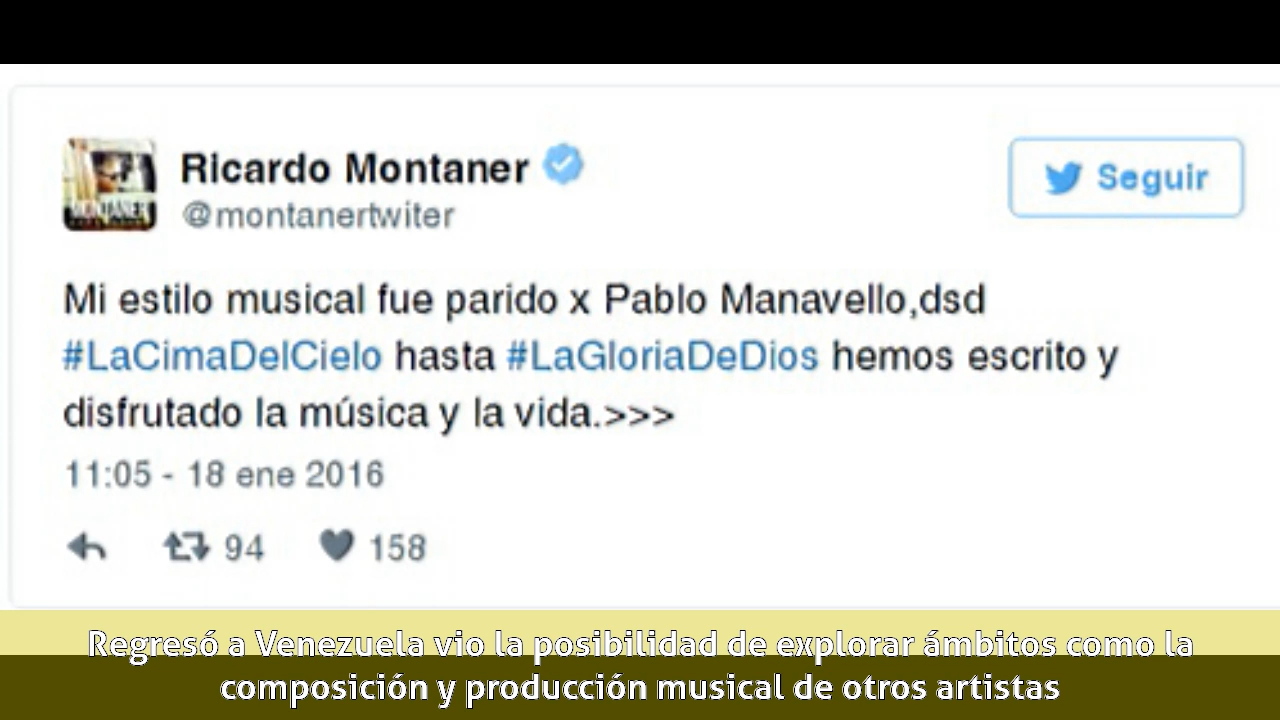 Ricardo Montaner
@montanertwiter
Seguir
MONTANER
Mi estilo musical fue parido x Pablo Manavello,dsd
#LaCimaDelCielo hasta #LaGloriaDeDios hemos escrito y
disfrutado la música y la vida.>>>
11:05 - 18 ene 2016
94 158
Regresó a Venezuela vio la posibilidad de explorar ámbitos como la
composición y producción musical de otros artistas